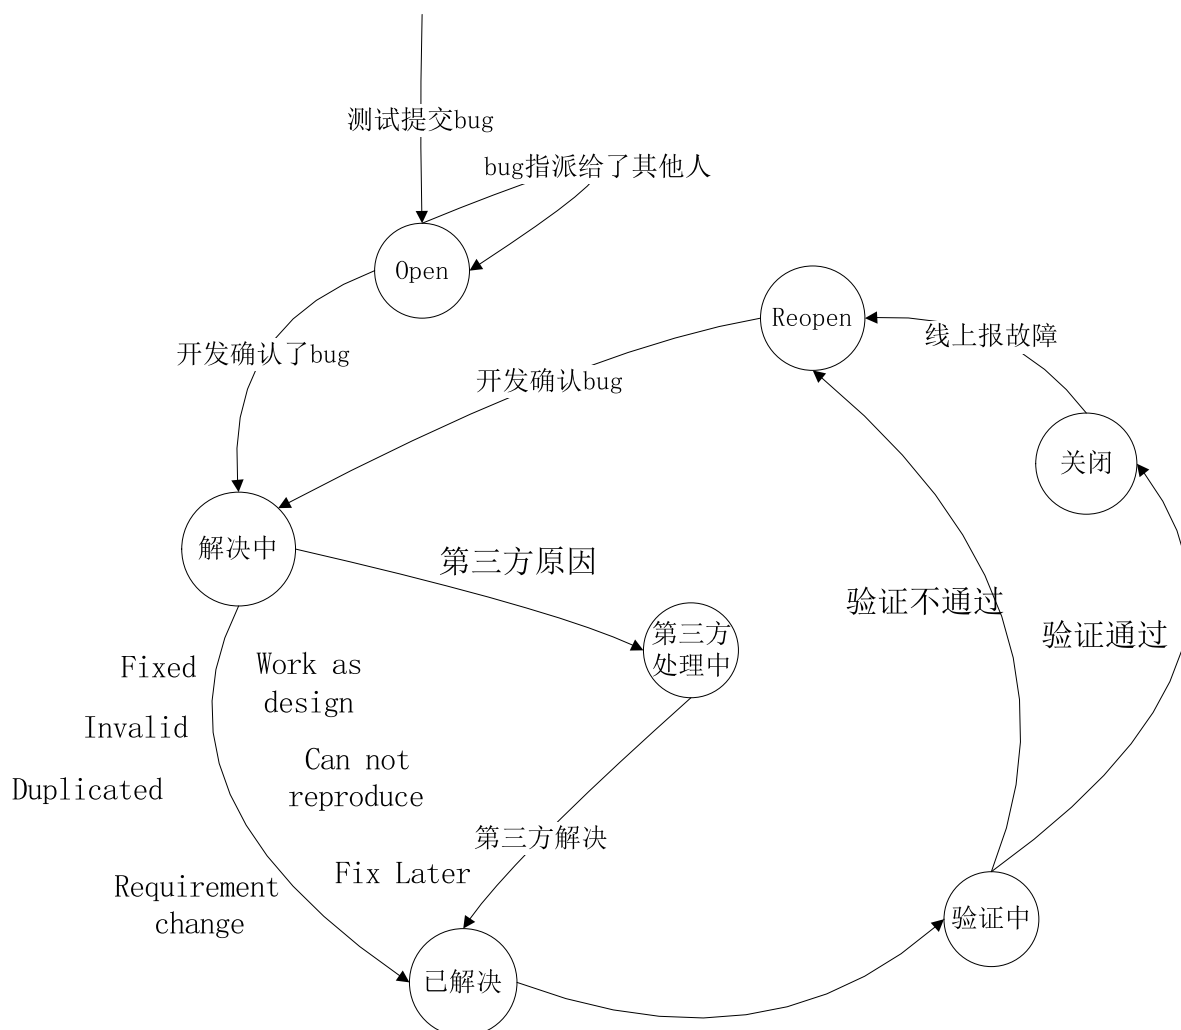 测试提交bug
bug指派给了其他人
Open
Reopen
线上报故障
开发确认了bug
开发确认bug
关闭
解决中
第三方原因
验证不通过
验证通过
第三方
处理中
Fixed
Work as
design
Invalid
Can not
reproduce
Duplicated
第三方解决
Fix Later
Requirement
change
验证中
已解决